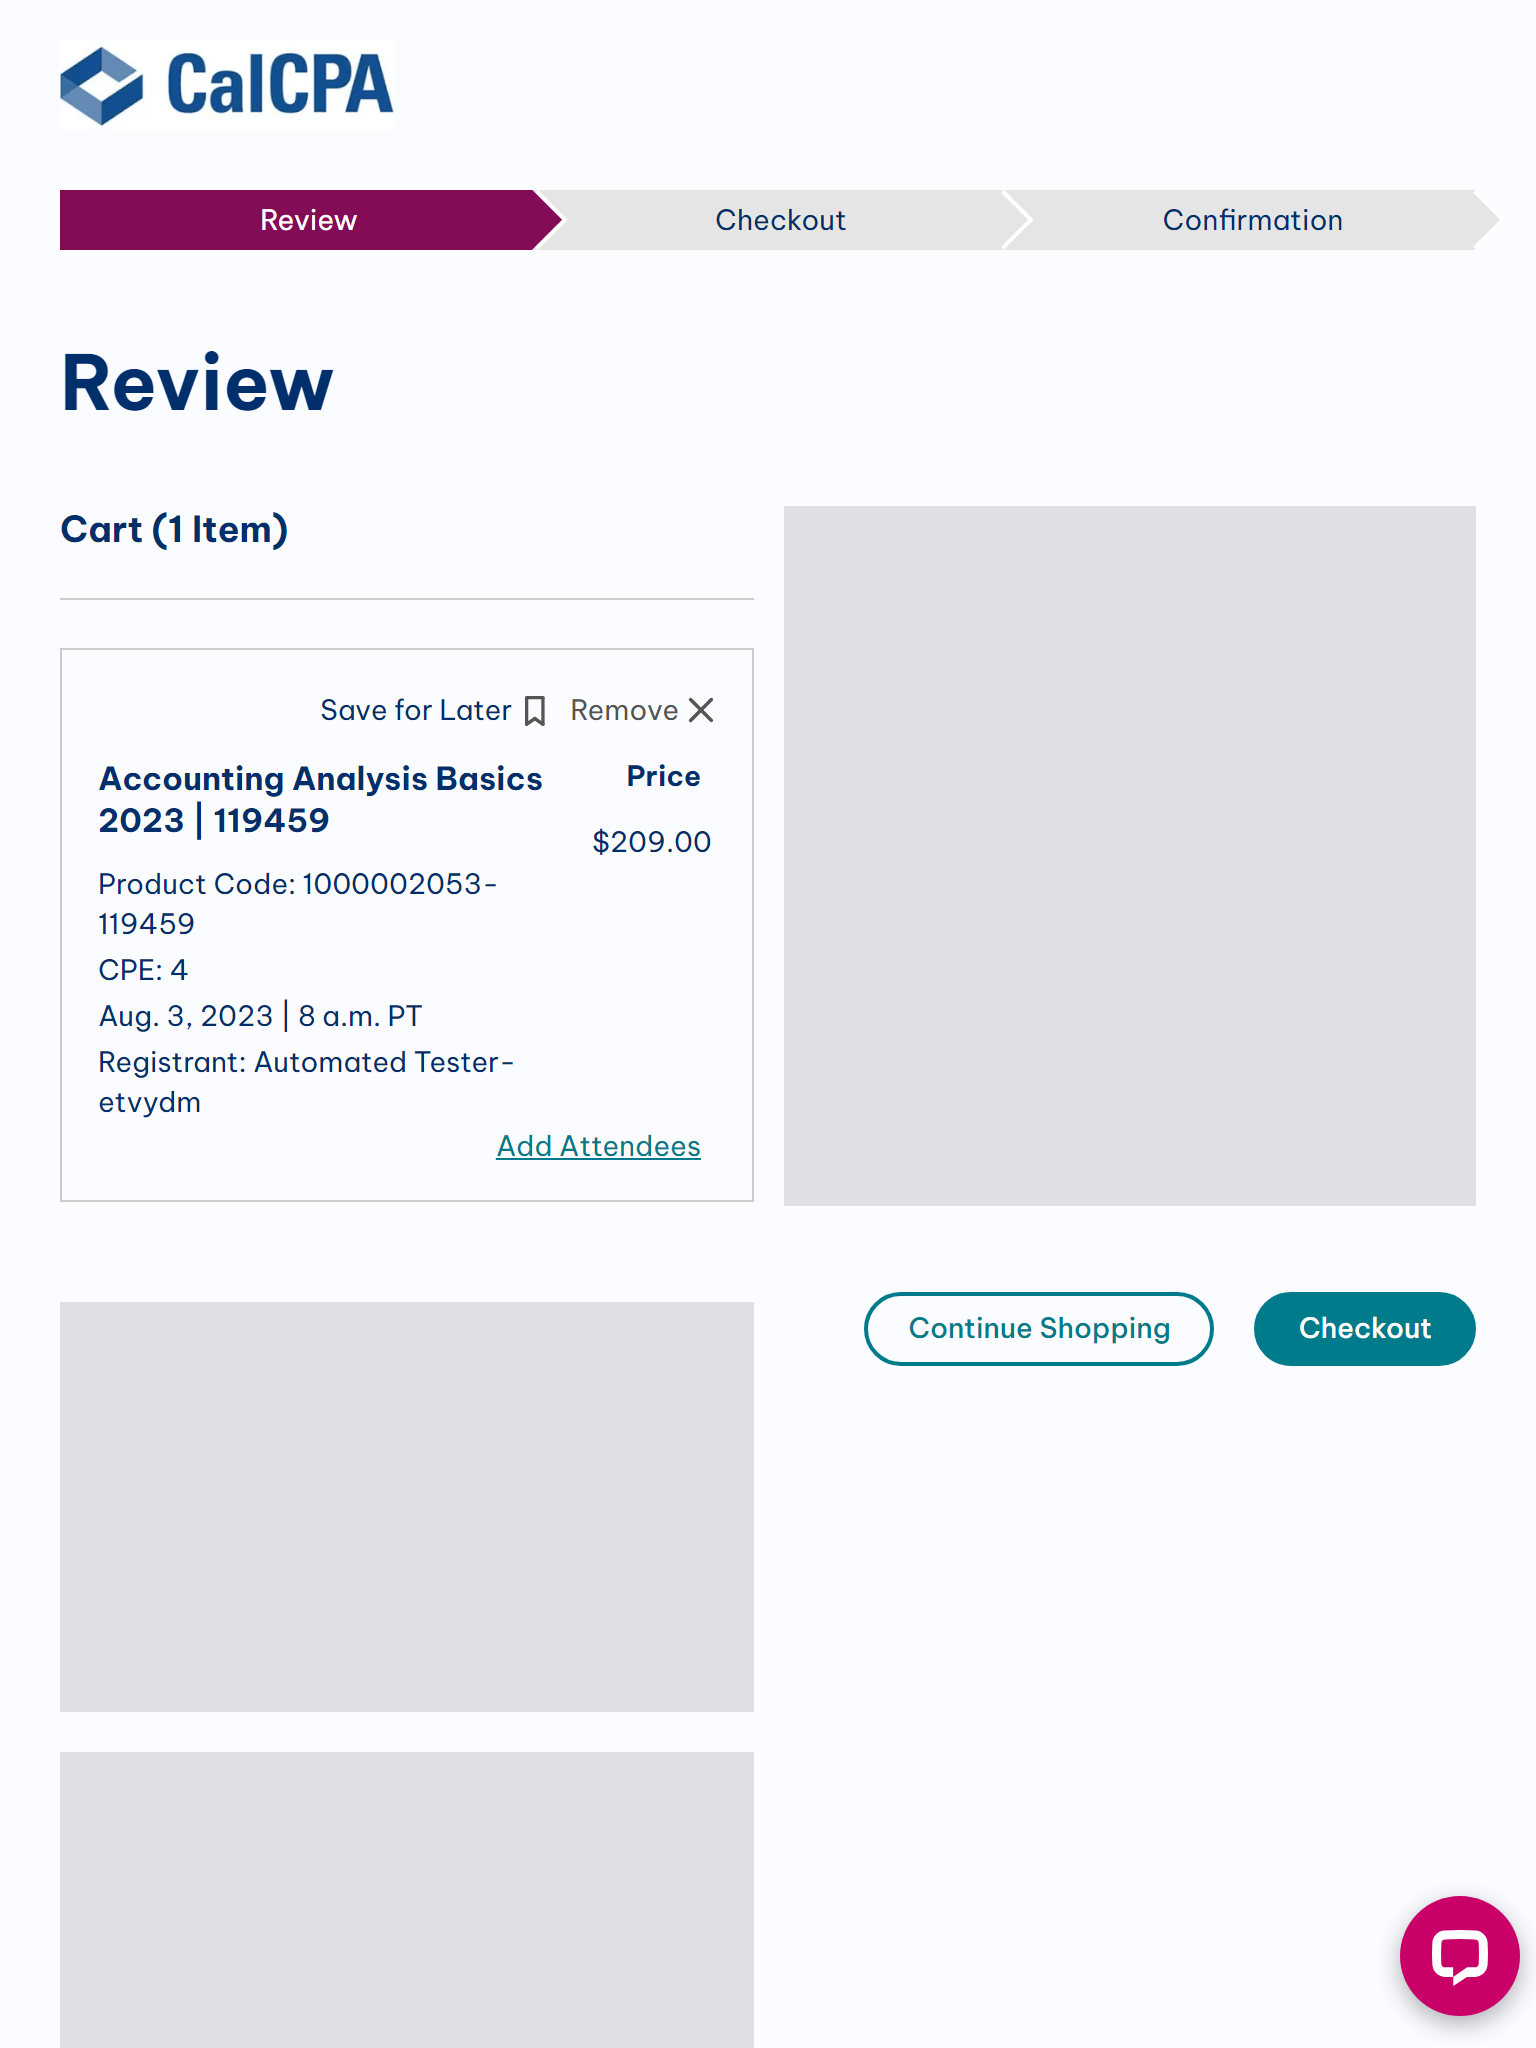 CalCPA
Review
Checkout
Confirmation
Review
Cart (1 Item)
Save for Later
Remove
Accounting Analysis Basics
2023 | 119459
Price
$209.00
Product Code: 1000002053-
119459
CPE: 4
Aug. 3, 2023 | 8 a.m. PT
Registrant: Automated Tester-
etvydm
Add Attendees
Continue Shopping
Checkout